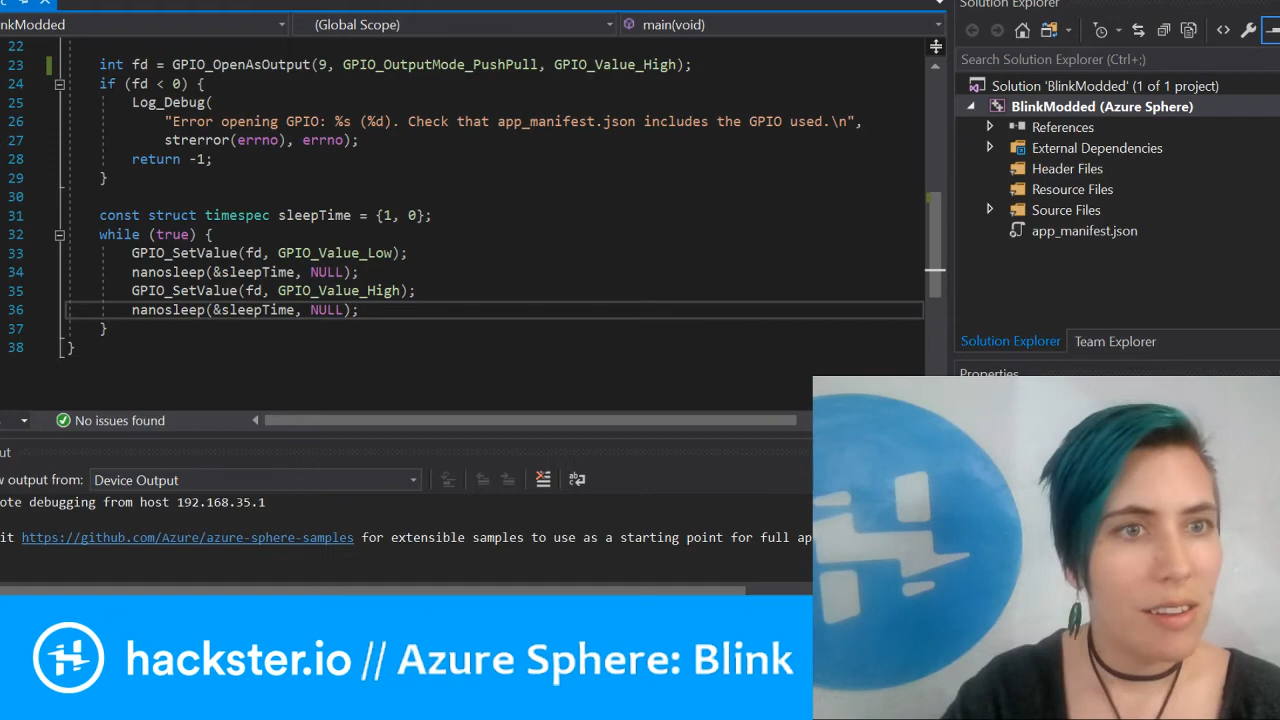 inkModded
(Global Scope)
main(void)
22
23 int fd = GPIO_OpenAsOutput(9, GPIO_OutputMode_PushPull, GPIO_Value_High);
24 if (fd < 0) {
25 Log_Debug(
26 "Error opening GPIO: %s (%d). Check that app_manifest.json includes the GPIO used.\n",
27 strerror(errno), errno);
28 return -1;
29 }
30
31 const struct timespec sleepTime = {1, 0};
32 while (true) {
33 GPIO_SetValue(fd, GPIO_Value_Low);
34 nanosleep(&sleepTime, NULL);
35 GPIO_SetValue(fd, GPIO_Value_High);
36 nanosleep(&sleepTime, NULL);
37 }
38 }
No issues found
ut
w output from: Device Output
ote debugging from host 192.168.35.1
it https://github.com/Azure/azure-sphere-samples for extensible samples to use as a starting point for full ap
Solution Explorer
Search Solution Explorer (Ctrl+;)
Solution 'BlinkModded' (1 of 1 project)
BlinkModded (Azure Sphere)
References
External Dependencies
Header Files
Resource Files
Source Files
app_manifest.json
Solution Explorer Team Explorer
Properties
hackster.io // Azure Sphere: Blink